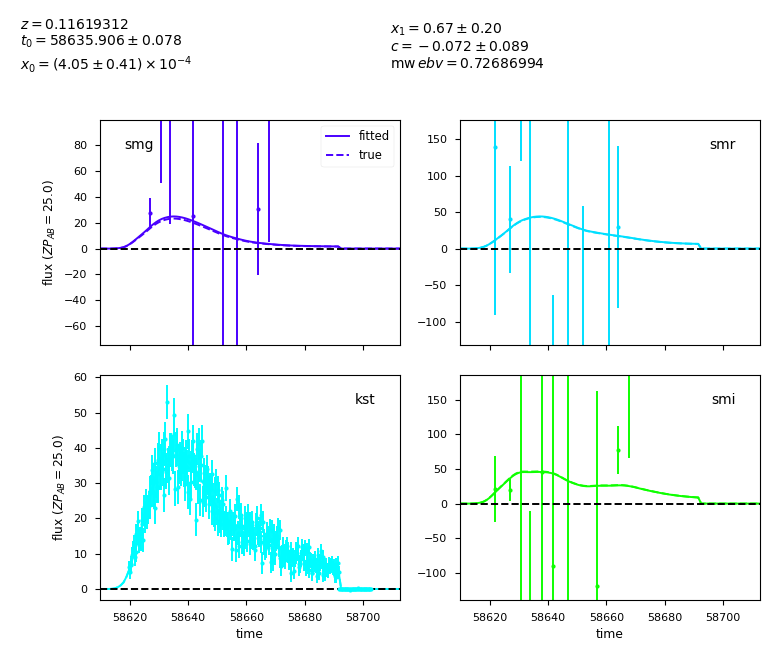 z = 0.11619312
t₀ = 58635.906 ± 0.078
x₀ = (4.05 ± 0.41) × 10⁻⁴
x₁ = 0.67 ± 0.20
c = −0.072 ± 0.089
mw ebv = 0.72686994
smg
fitted
true
80
60
40
20
0
−20
−40
−60
flux (ZP_AB = 25.0)
smr
150
100
50
0
−50
−100
kst
60
50
40
30
20
10
0
flux (ZP_AB = 25.0)
58620 58640 58660 58680 58700
time
smi
150
100
50
0
−50
−100
58620 58640 58660 58680 58700
time